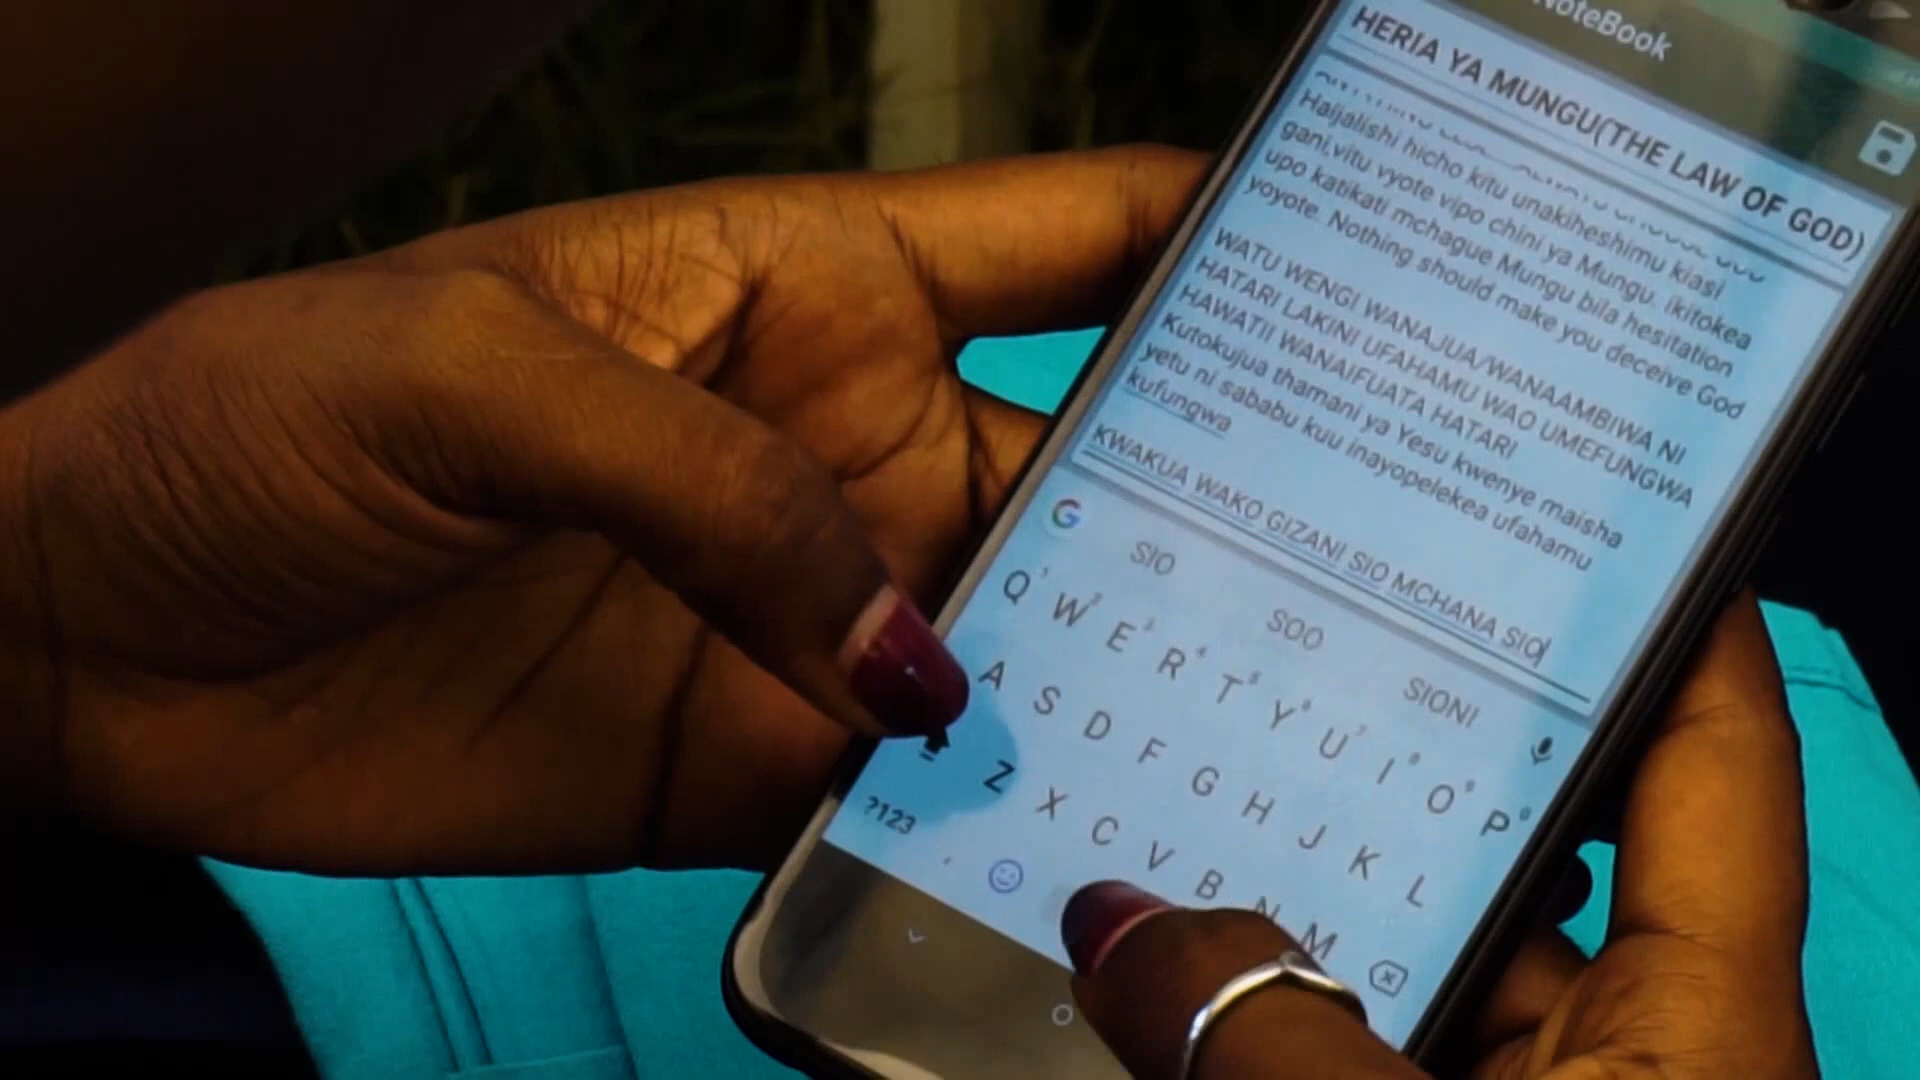 NoteBook
HERIA YA MUNGU(THE LAW OF GOD)
Haijalishi hicho kitu unakiheshimu kiasi
gani,vitu vyote vipo chini ya Mungu. ikitokea
upo katikati mchague Mungu bila hesitation
yoyote. Nothing should make you deceive God
WATU WENGI WANAJUA/WANAAMBIWA NI
HATARI LAKINI UFAHAMU WAO UMEFUNGWA
HAWATII WANAIFUATA HATARI
Kutokujua thamani ya Yesu kwenye maisha
yetu ni sababu kuu inayopelekea ufahamu
kufungwa
KWAKUA WAKO GIZANI SIO MCHANA SIO
SIO SOO SIONI
Q W E R T Y U I O P
A S D F G H J K L
Z X C V B N M
?123